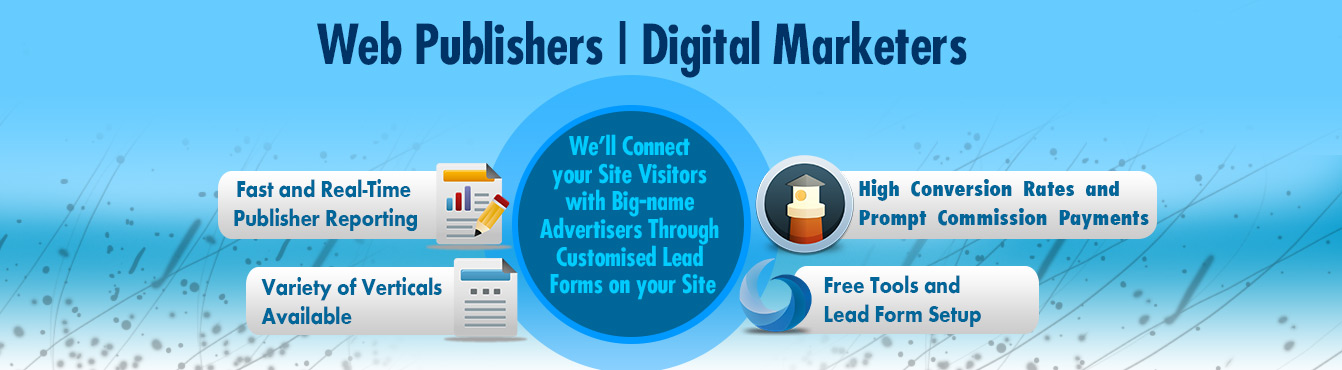 Web Publishers | Digital Marketers
We'll Connect
your Site Visitors
with Big-name
Advertisers Through
Customised Lead
Forms on your Site
Fast and Real-Time
Publisher Reporting
Variety of Verticals
Available
High Conversion Rates and
Prompt Commission Payments
Free Tools and
Lead Form Setup